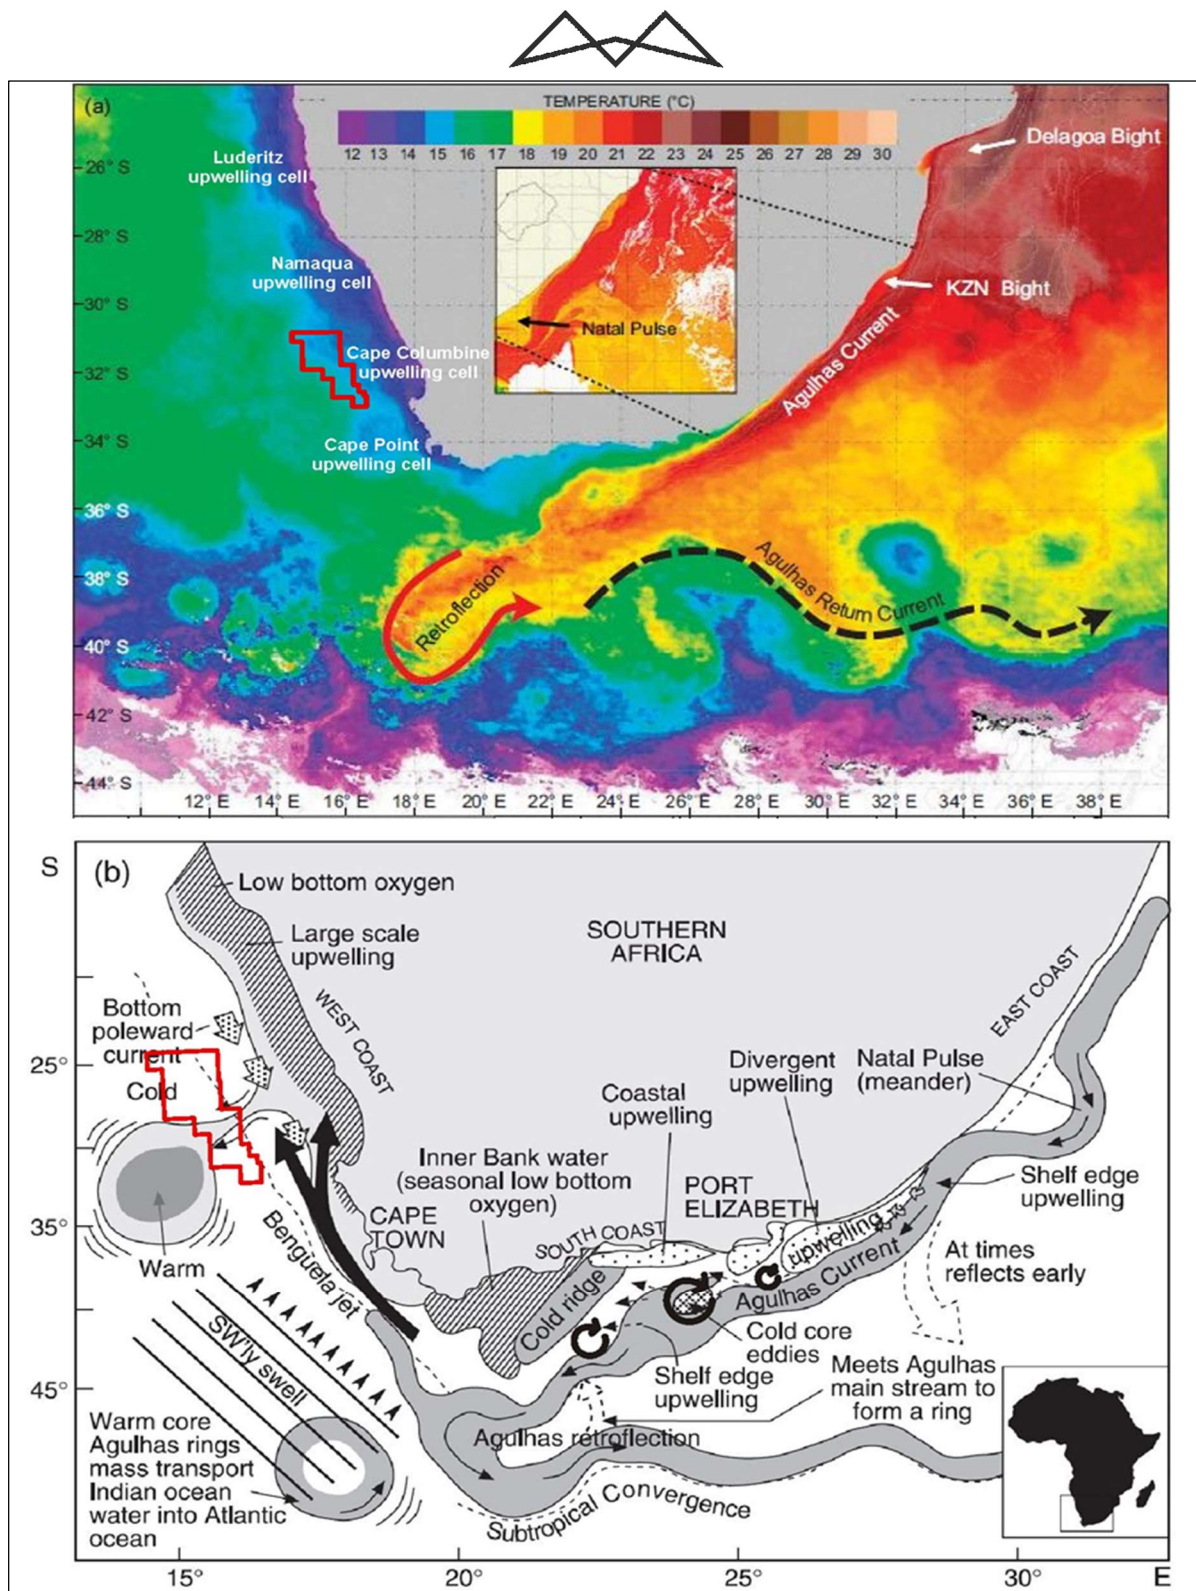 (a)
TEMPERATURE (°C)
12 13 14 15 16 17 18 19 20 21 22 23 24 25 26 27 28 29 30
Delagoa Bight
Luderitz
upwelling cell
26° S
28° S
Namaqua
upwelling cell
KZN Bight
30° S
Natal Pulse
Agulhas Current
Cape Columbine
upwelling cell
32° S
Cape Point
upwelling cell
34° S
36° S
38° S
Retroflection
Agulhas Return Current
40° S
42° S
44° S
12° E 14° E 16° E 18° E 20° E 22° E 24° E 26° E 28° E 30° E 32° E 34° E 36° E 38° E
S
(b)
Low bottom oxygen
Large scale
upwelling
SOUTHERN
AFRICA
WEST COAST
EAST COAST
Bottom
poleward
current
25°
Cold
Divergent
upwelling
Natal Pulse
(meander)
Coastal
upwelling
Inner Bank water
(seasonal low bottom
oxygen)
PORT
ELIZABETH
Shelf edge
upwelling
35°
CAPE
TOWN
SOUTH COAST
upwelling
Warm
Benguela jet
Agulhas Current
At times
reflects early
Cold ridge
Cold core
eddies
SW'ly swell
Shelf edge
upwelling
Meets Agulhas
main stream to
form a ring
45°
Warm core
Agulhas rings
mass transport
Indian ocean
water into Atlantic
ocean
Agulhas retroflection
Subtropical Convergence
15° 20° 25° 30° E